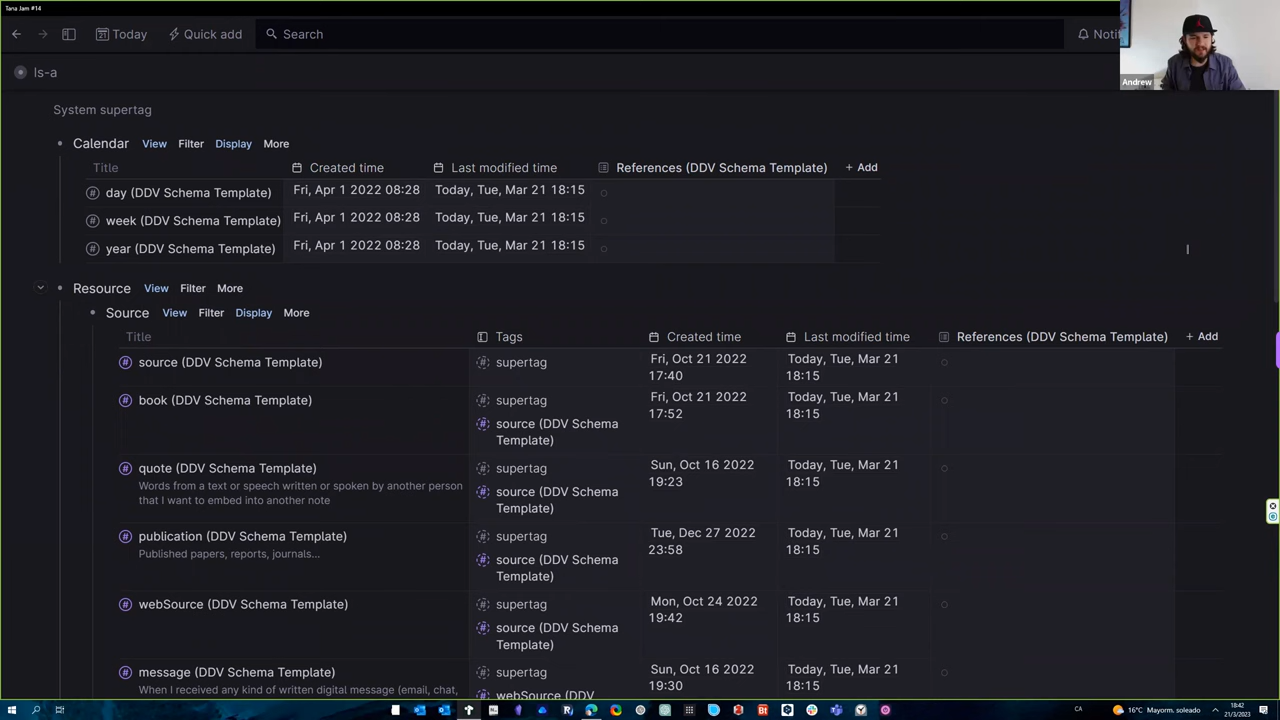 Tana Jam #14
Today
Quick add
Search
Notif
Andrew
Is-a
System supertag
Calendar View Filter Display More
Title Created time Last modified time References (DDV Schema Template) + Add
day (DDV Schema Template) Fri, Apr 1 2022 08:28 Today, Tue, Mar 21 18:15
week (DDV Schema Template) Fri, Apr 1 2022 08:28 Today, Tue, Mar 21 18:15
year (DDV Schema Template) Fri, Apr 1 2022 08:28 Today, Tue, Mar 21 18:15
Resource View Filter More
Source View Filter Display More
Title Tags Created time Last modified time References (DDV Schema Template) + Add
source (DDV Schema Template) supertag Fri, Oct 21 2022 Today, Tue, Mar 21
17:40 18:15
book (DDV Schema Template) supertag Fri, Oct 21 2022 Today, Tue, Mar 21
17:52 18:15
source (DDV Schema
Template)
quote (DDV Schema Template) supertag Sun, Oct 16 2022 Today, Tue, Mar 21
19:23 18:15
Words from a text or speech written or spoken by another person source (DDV Schema
that I want to embed into another note Template)
publication (DDV Schema Template) supertag Tue, Dec 27 2022 Today, Tue, Mar 21
23:58 18:15
Published papers, reports, journals... source (DDV Schema
Template)
webSource (DDV Schema Template) supertag Mon, Oct 24 2022 Today, Tue, Mar 21
19:42 18:15
source (DDV Schema
Template)
message (DDV Schema Template) supertag Sun, Oct 16 2022 Today, Tue, Mar 21
19:30 18:15
When I received any kind of written digital message (email, chat, webSource (DDV
16°C Mayorm. soleado CA 18:42
21/3/2023